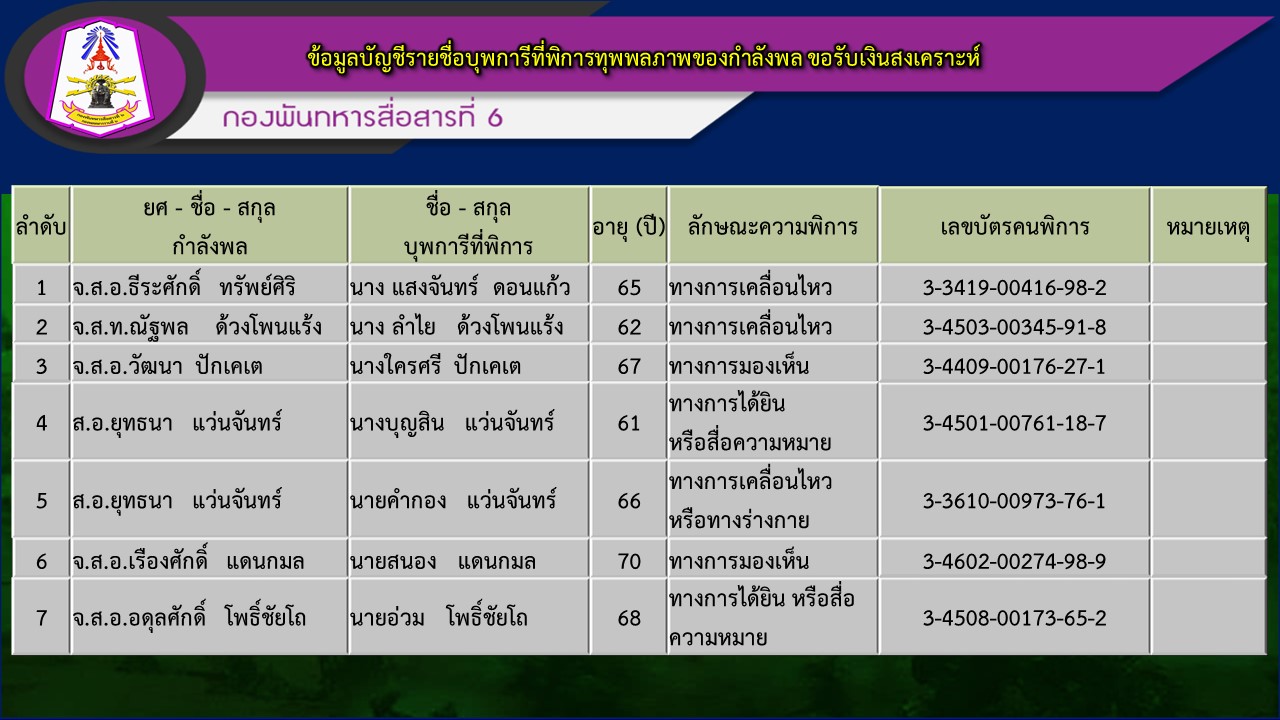 ข้อมูลบัญชีรายชื่อบุพการีที่พิการทุพพลภาพของกำลังพล ขอรับเงินสงเคราะห์
กองพันทหารสื่อสารที่ 6
ลำดับ ยศ - ชื่อ - สกุล กำลังพล ชื่อ - สกุล บุพการีที่พิการ อายุ (ปี) ลักษณะความพิการ เลขบัตรคนพิการ หมายเหตุ
1 จ.ส.อ.ธีระศักดิ์ ทรัพย์ศิริ นาง แสงจันทร์ ดอนแก้ว 65 ทางการเคลื่อนไหว 3-3419-00416-98-2
2 จ.ส.ท.ณัฐพล ด้วงโพนแร้ง นาง ลำไย ด้วงโพนแร้ง 62 ทางการเคลื่อนไหว 3-4503-00345-91-8
3 จ.ส.อ.วัฒนา ปักเคเต นางใครศรี ปักเคเต 67 ทางการมองเห็น 3-4409-00176-27-1
4 ส.อ.ยุทธนา แว่นจันทร์ นางบุญสิน แว่นจันทร์ 61 ทางการได้ยิน หรือสื่อความหมาย 3-4501-00761-18-7
5 ส.อ.ยุทธนา แว่นจันทร์ นายคำกอง แว่นจันทร์ 66 ทางการเคลื่อนไหว หรือทางร่างกาย 3-3610-00973-76-1
6 จ.ส.อ.เรืองศักดิ์ แดนกมล นายสนอง แดนกมล 70 ทางการมองเห็น 3-4602-00274-98-9
7 จ.ส.อ.อดุลศักดิ์ โพธิ์ชัยโถ นายอ่วม โพธิ์ชัยโถ 68 ทางการได้ยิน หรือสื่อ ความหมาย 3-4508-00173-65-2